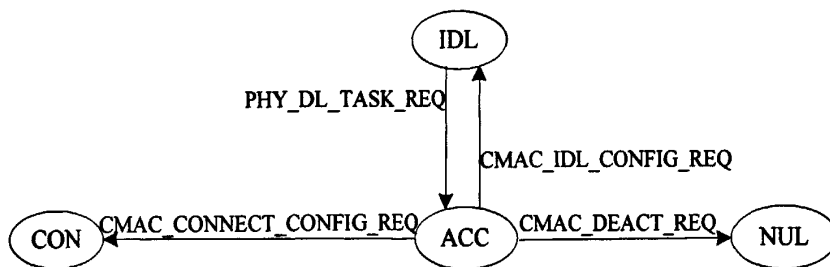 IDL
PHY_DL_TASK_REQ
CMAC_IDL_CONFIG_REQ
CON
CMAC_CONNECT_CONFIG_REQ
ACC
CMAC_DEACT_REQ
NUL